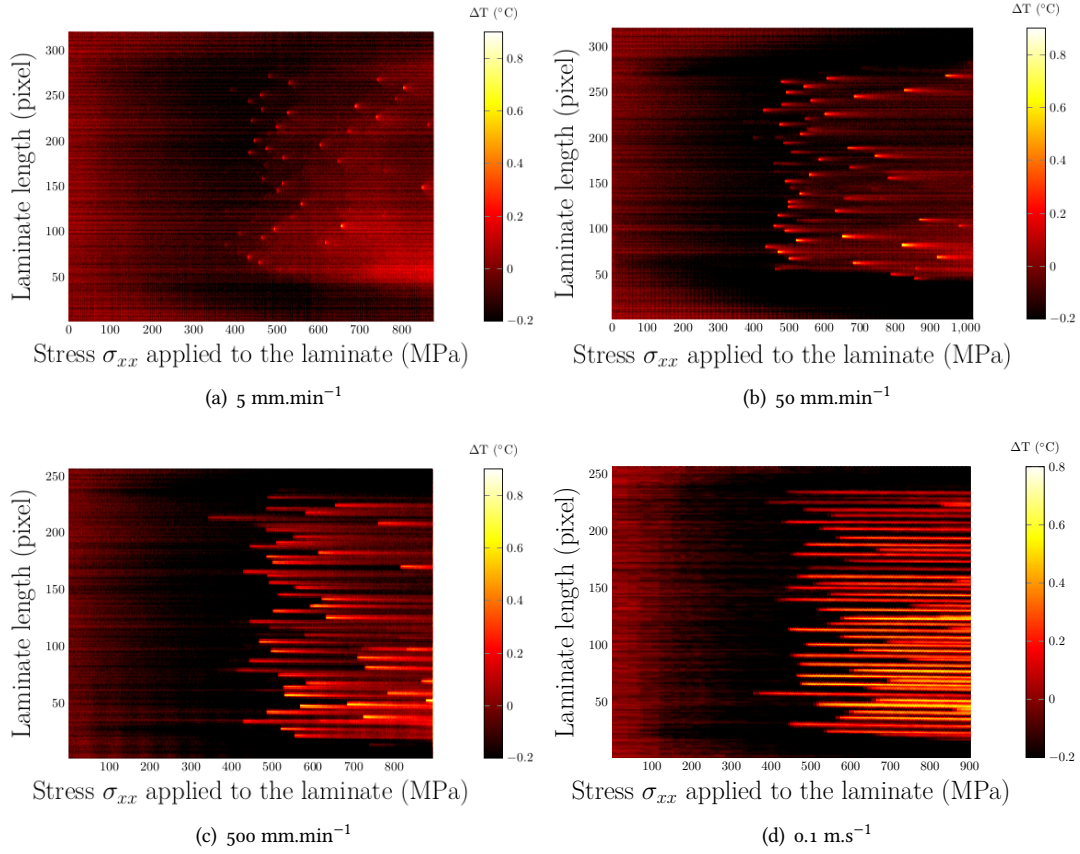 ΔT (°C)
Laminate length (pixel)
300
250
200
150
100
50
0 100 200 300 400 500 600 700 800
0.8
0.6
0.4
0.2
0
−0.2
Stress σxx applied to the laminate (MPa)
(a) 5 mm.min⁻¹
ΔT (°C)
Laminate length (pixel)
300
250
200
150
100
50
0 100 200 300 400 500 600 700 800 900 1,000
0.8
0.6
0.4
0.2
0
−0.2
Stress σxx applied to the laminate (MPa)
(b) 50 mm.min⁻¹
ΔT (°C)
Laminate length (pixel)
250
200
150
100
50
100 200 300 400 500 600 700 800
0.8
0.6
0.4
0.2
0
−0.2
Stress σxx applied to the laminate (MPa)
(c) 500 mm.min⁻¹
ΔT (°C)
Laminate length (pixel)
250
200
150
100
50
0 100 200 300 400 500 600 700 800 900
0.8
0.6
0.4
0.2
0
−0.2
Stress σxx applied to the laminate (MPa)
(d) 0.1 m.s⁻¹